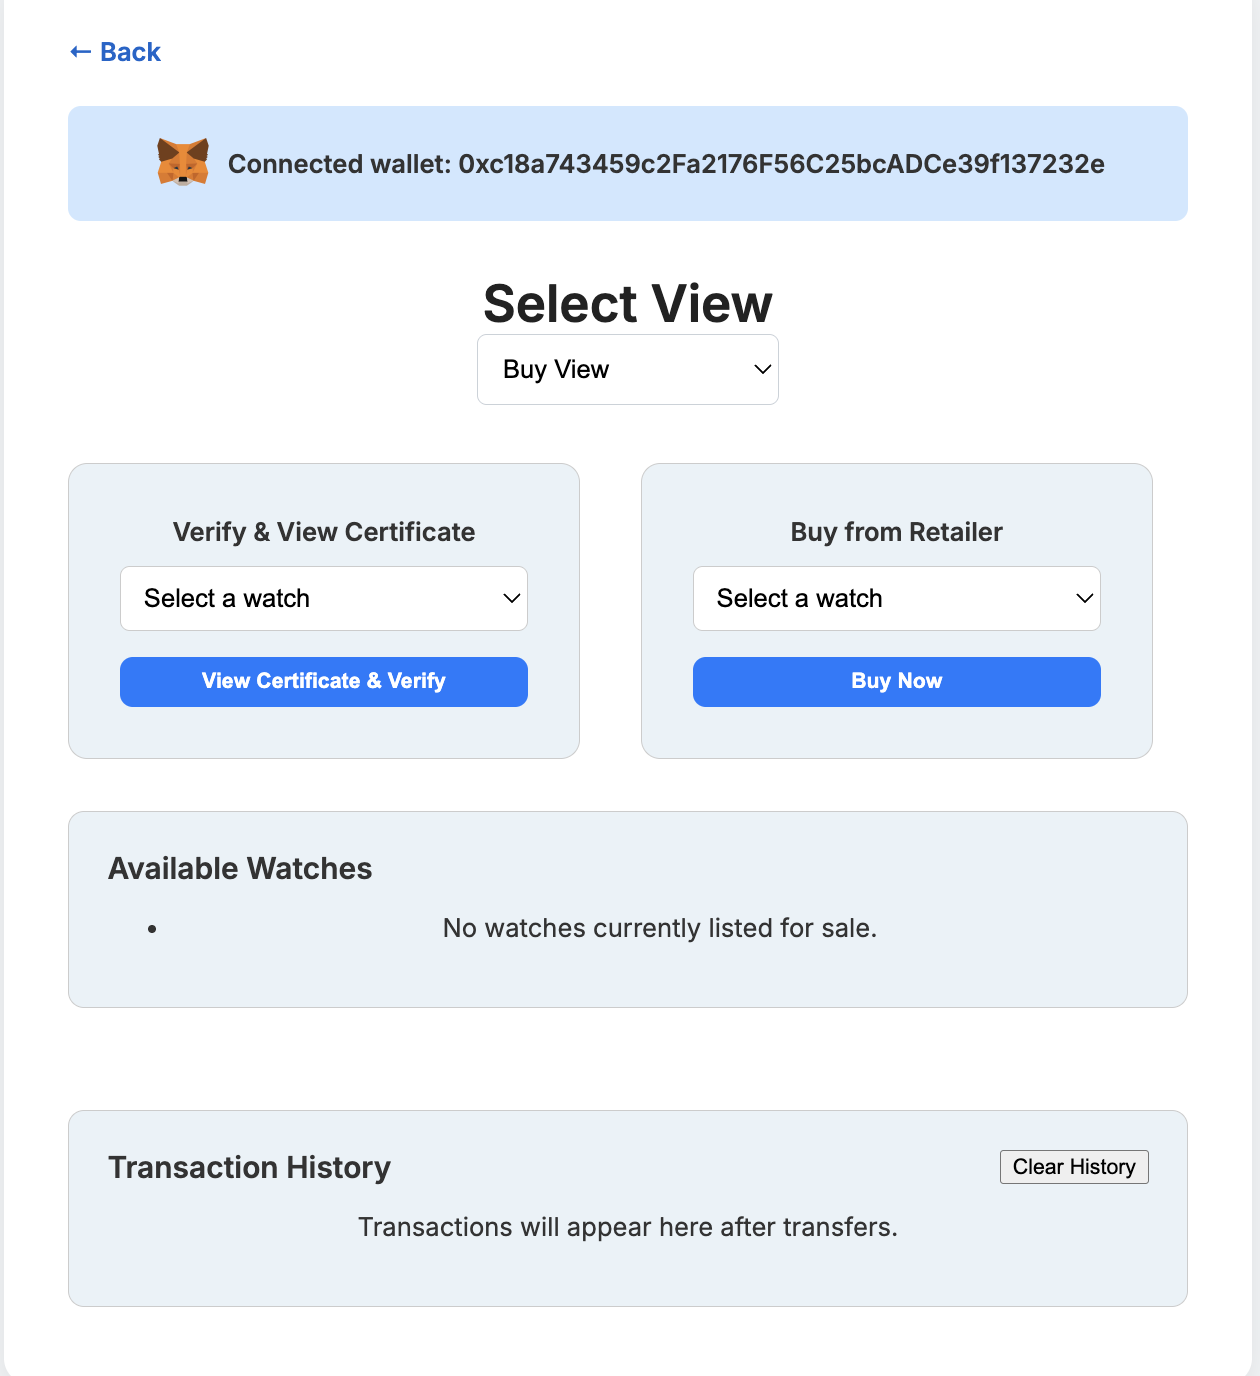 ← Back
Connected wallet: 0xc18a743459c2Fa2176F56C25bcADCe39f137232e
Select View
Buy View
Verify & View Certificate
Select a watch
View Certificate & Verify
Buy from Retailer
Select a watch
Buy Now
Available Watches
• No watches currently listed for sale.
Transaction History
Clear History
Transactions will appear here after transfers.